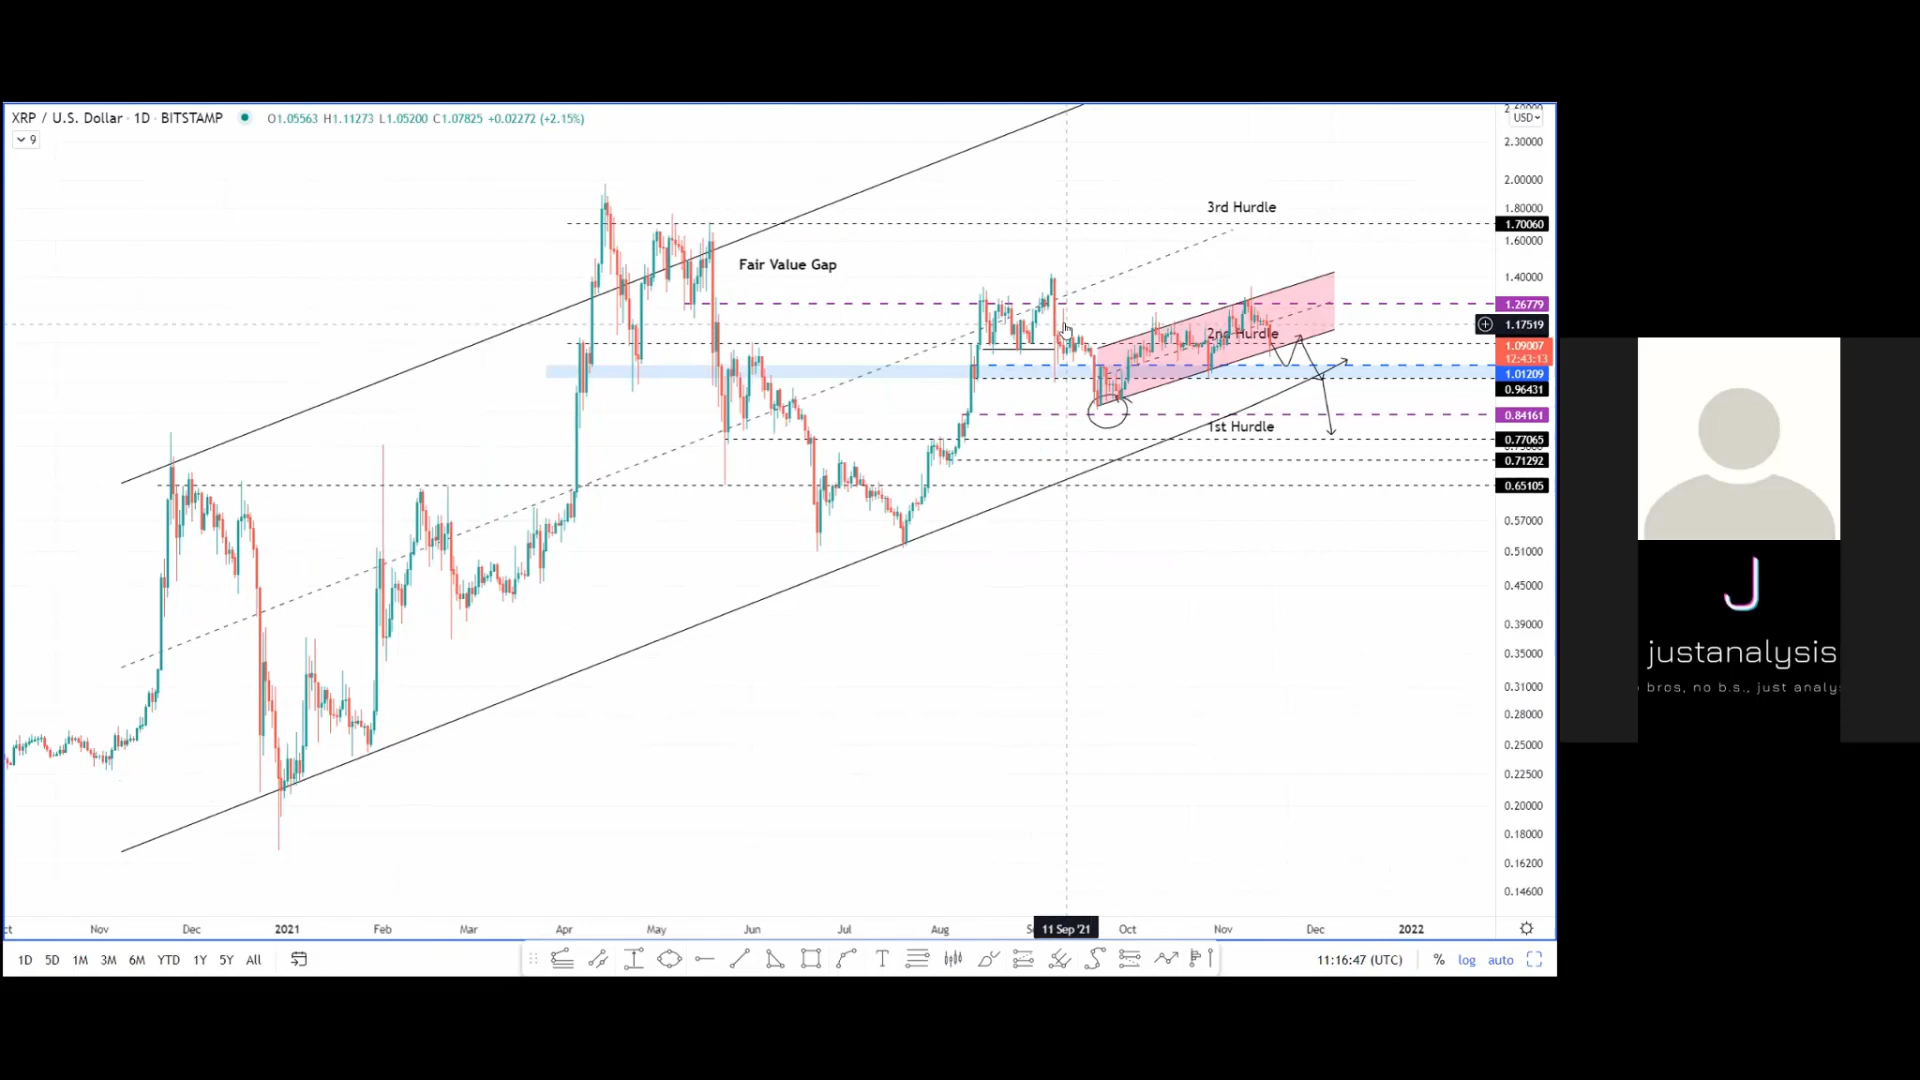 XRP / U.S. Dollar · 1D · BITSTAMP O1.05563 H1.11273 L1.05200 C1.07825 +0.02272 (+2.15%)
9
USD
2.30000
2.00000
1.80000
1.70060
1.60000
1.40000
1.26779
1.17519
1.09007
12:43:13
1.01209
0.96431
0.84161
0.77065
0.71292
0.65105
0.57000
0.51000
0.45000
0.39000
0.35000
0.31000
0.28000
0.25000
0.22500
0.20000
0.18000
0.16200
0.14600
3rd Hurdle
Fair Value Gap
2nd Hurdle
1st Hurdle
Nov Dec 2021 Feb Mar Apr May Jun Jul Aug 11 Sep '21 Oct Nov Dec 2022
1D 5D 1M 3M 6M YTD 1Y 5Y All
11:16:47 (UTC) % log auto
J
justanalysis
bros, no b.s., just analy